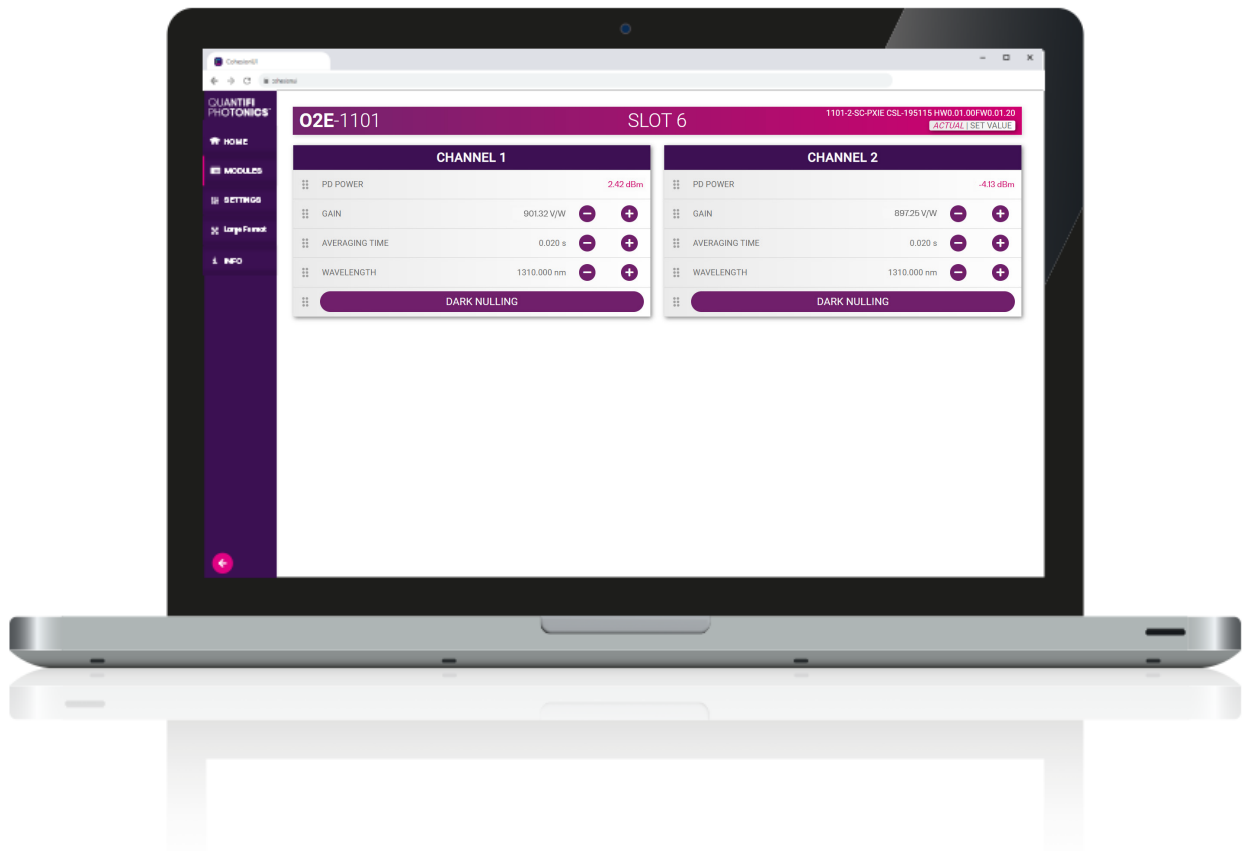 CohesionUI
cohesionui
QUANTIFI
PHOTONICS™
HOME
MODULES
SETTINGS
Large Format
INFO
O2E-1101
SLOT 6
1101-2-SC-PXIE CSL-195115 HW0.01.00FW0.01.20
ACTUAL | SET VALUE
CHANNEL 1
PD POWER 2.42 dBm
GAIN 901.32 V/W
AVERAGING TIME 0.020 s
WAVELENGTH 1310.000 nm
DARK NULLING
CHANNEL 2
PD POWER -4.13 dBm
GAIN 897.25 V/W
AVERAGING TIME 0.020 s
WAVELENGTH 1310.000 nm
DARK NULLING